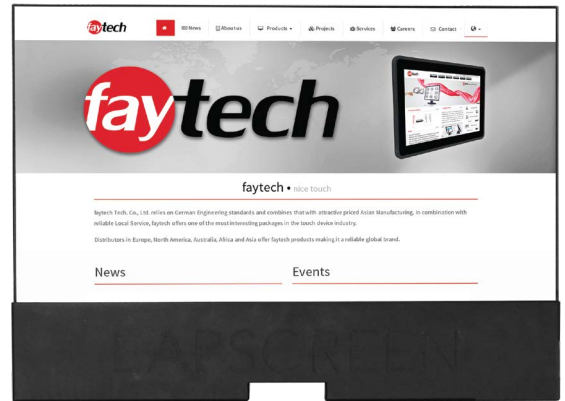 faytech
News
About us
Products
Projects
Services
Careers
Contact
faytech
faytech • nice touch
faytech Tech. Co., Ltd. relies on German Engineering standards and combines that with attractive priced Asian Manufacturing. In combination with
reliable Local Service, faytech offers one of the most interesting packages in the touch device industry.
Distributors in Europe, North America, Australia, Africa and Asia offer faytech products making it a reliable global brand.
News
Events
LAPSCREEN